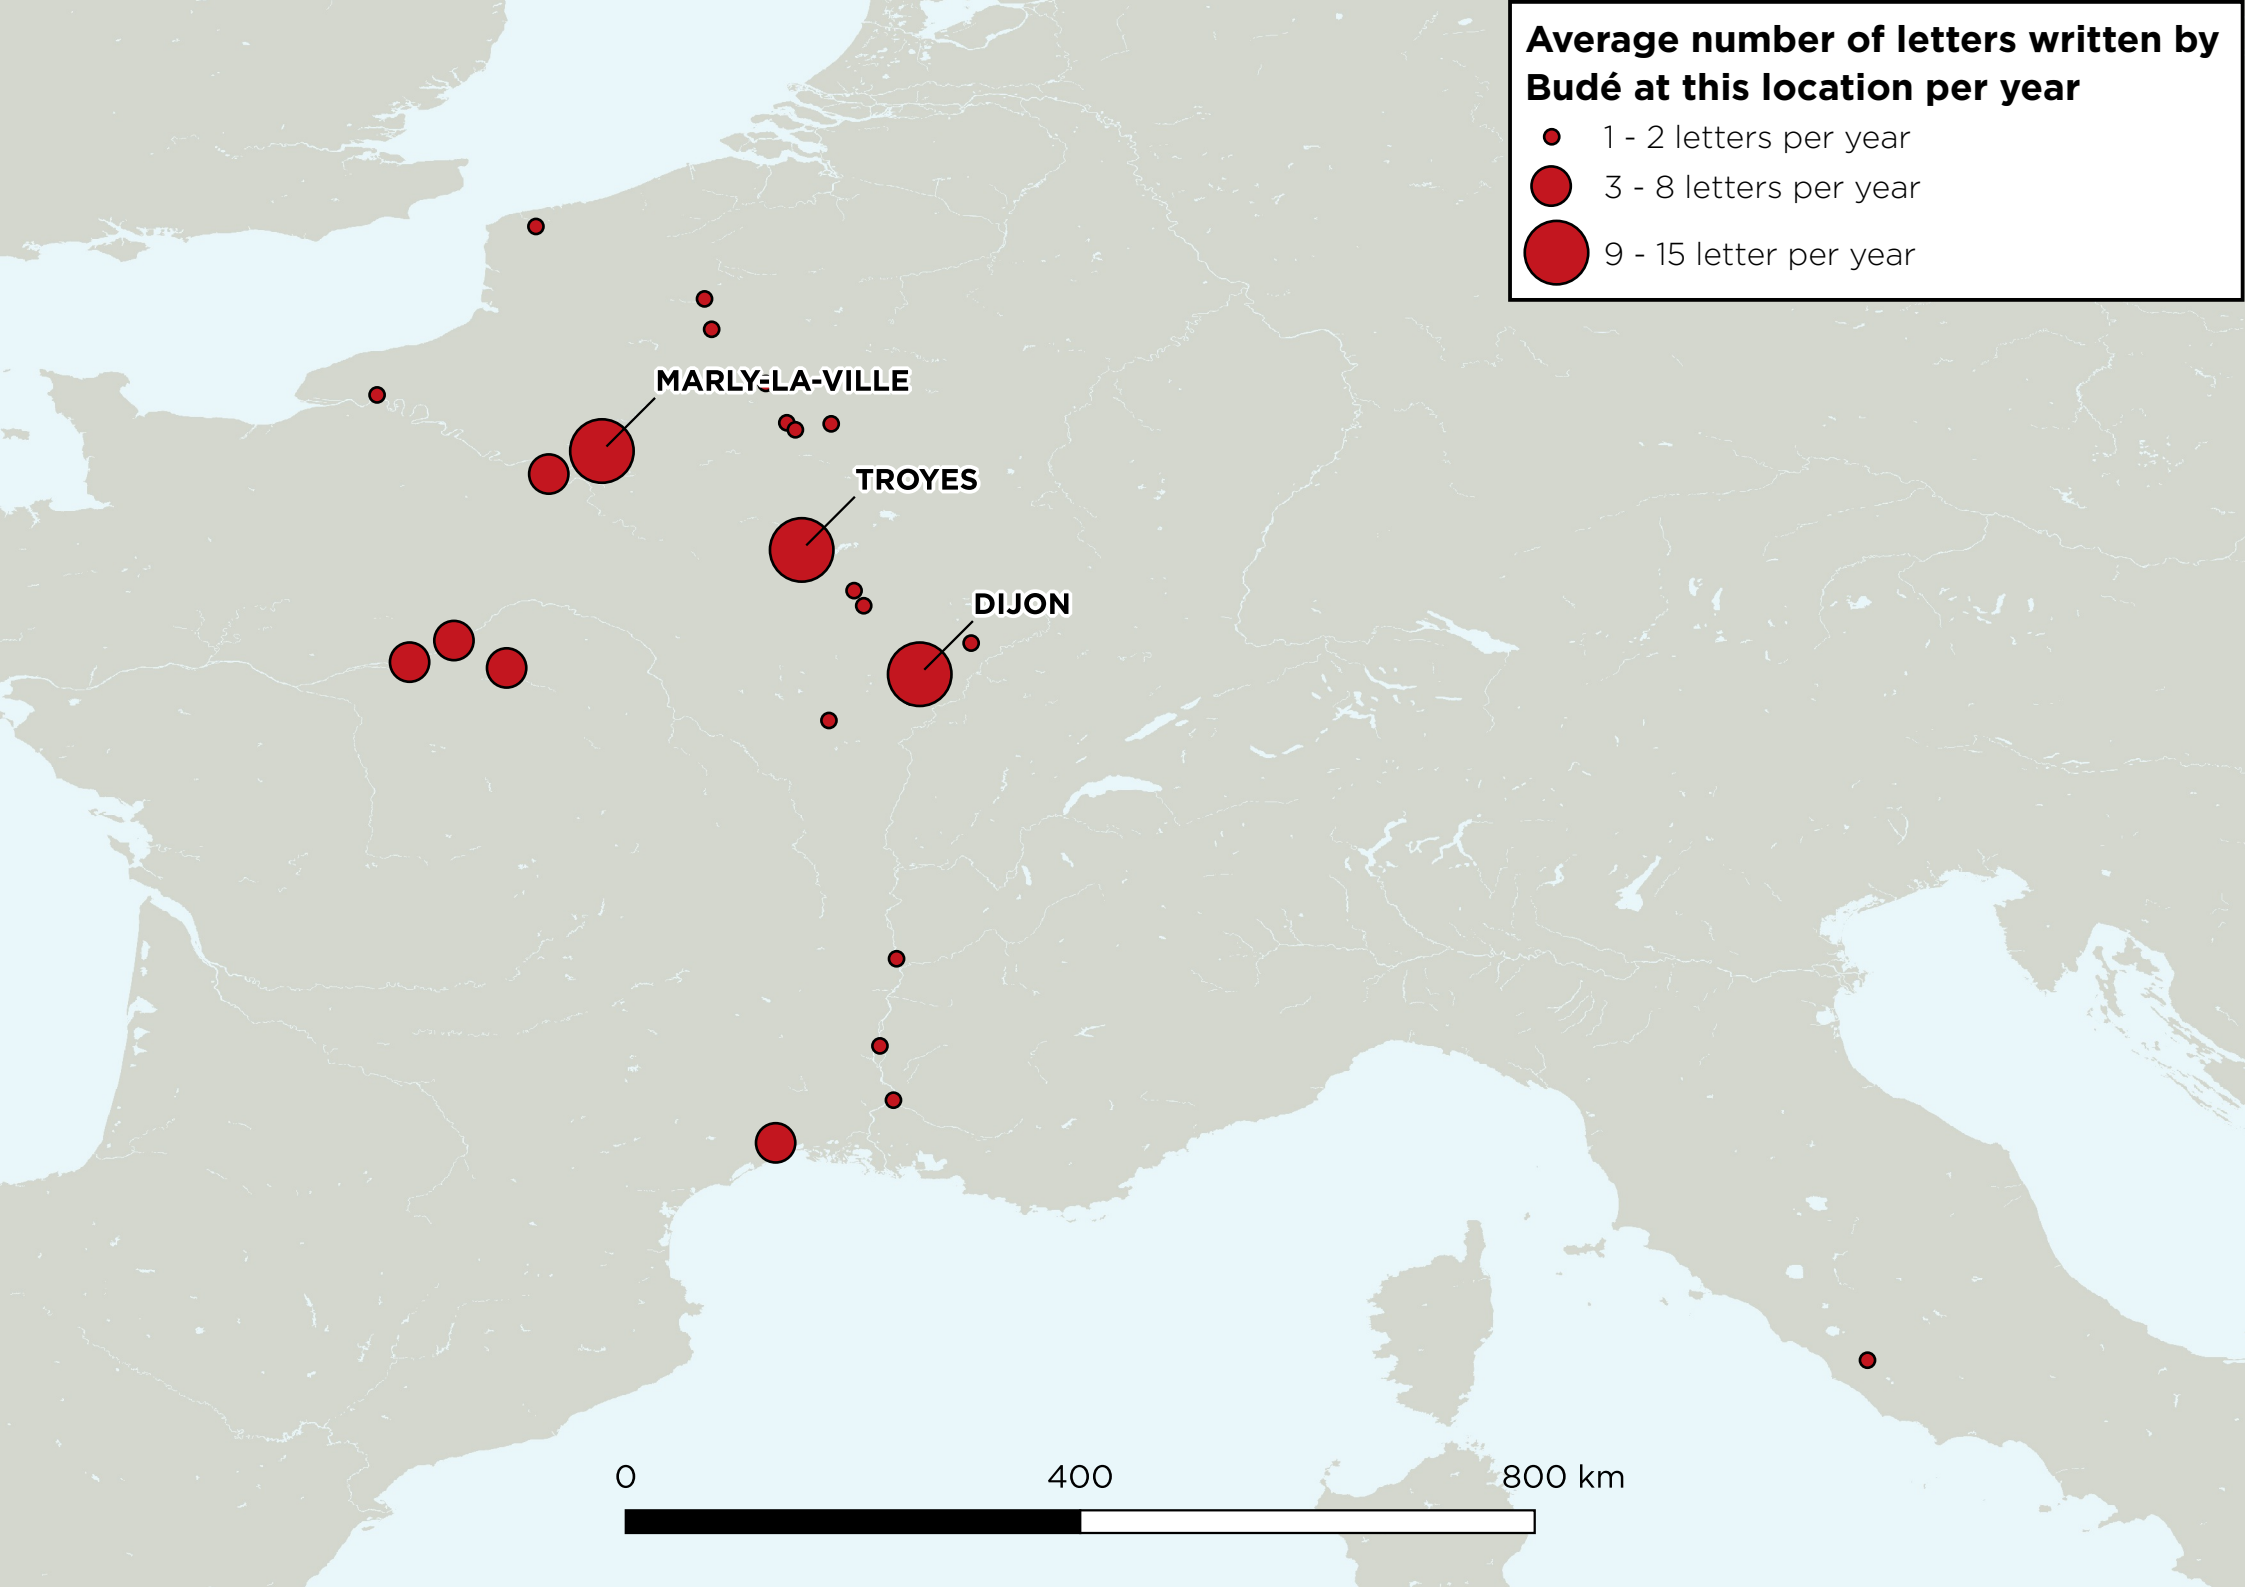 Average number of letters written by
Budé at this location per year
1 - 2 letters per year
3 - 8 letters per year
9 - 15 letter per year
MARLY-LA-VILLE
TROYES
DIJON
0 400 800 km